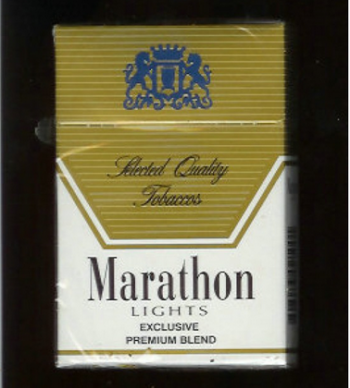 Selected Quality
Tobaccos
Marathon
LIGHTS
EXCLUSIVE
PREMIUM BLEND